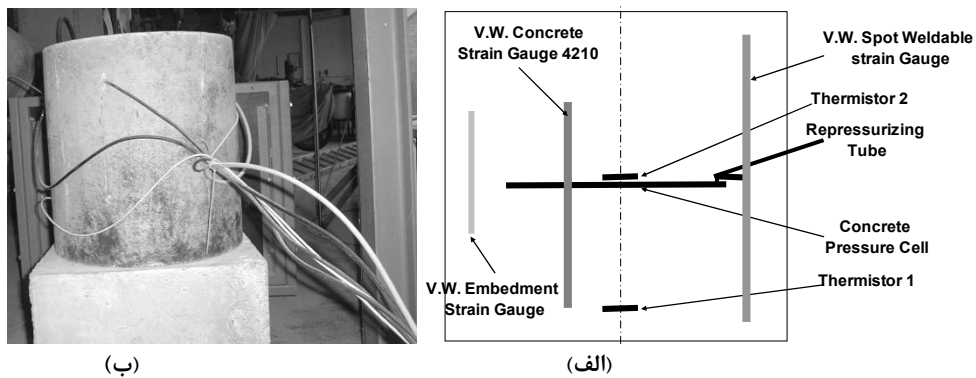 V.W. Concrete
Strain Gauge 4210
V.W. Spot Weldable
strain Gauge
Thermistor 2
Repressurizing
Tube
Concrete
Pressure Cell
Thermistor 1
V.W. Embedment
Strain Gauge
(الف)
(ب)